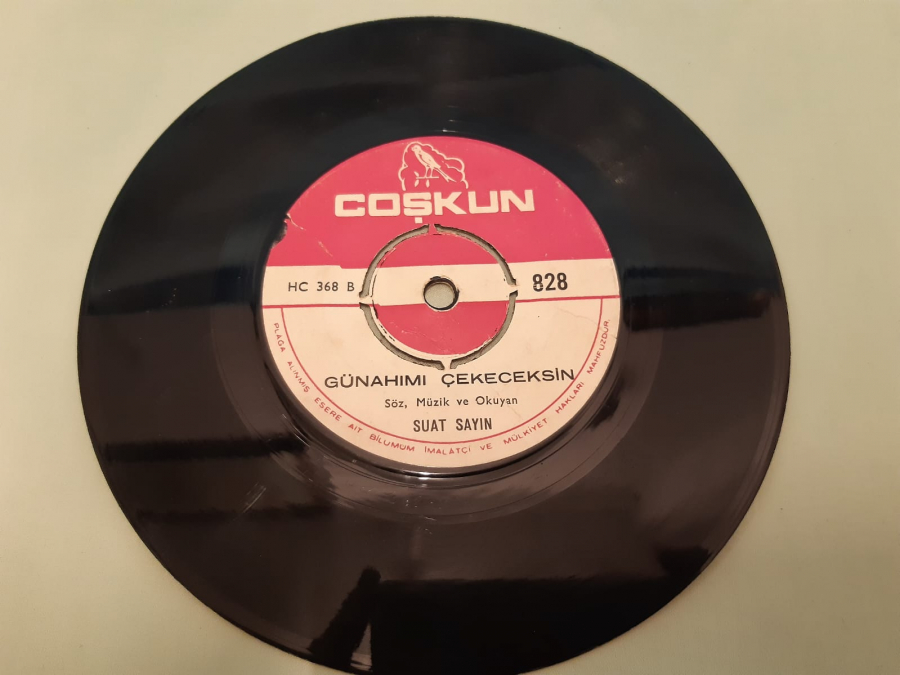 COŞKUN
HC 368 B
828
GÜNAHIMI ÇEKECEKSİN
Söz, Müzik ve Okuyan
SUAT SAYIN
PLAĞA ALINMIŞ ESERE AİT BİLUMUM İMALATÇİ VE MÜLKİYET HAKLARI MAHFUZDUR